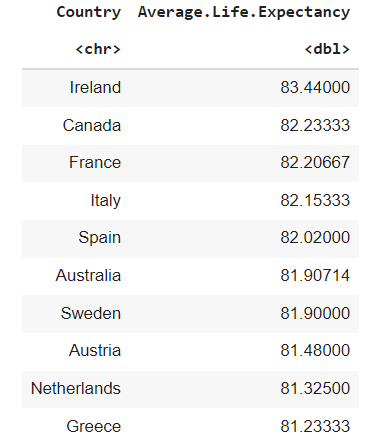 Country Average.Life.Expectancy
<chr> <dbl>
Ireland 83.44000
Canada 82.23333
France 82.20667
Italy 82.15333
Spain 82.02000
Australia 81.90714
Sweden 81.90000
Austria 81.48000
Netherlands 81.32500
Greece 81.23333